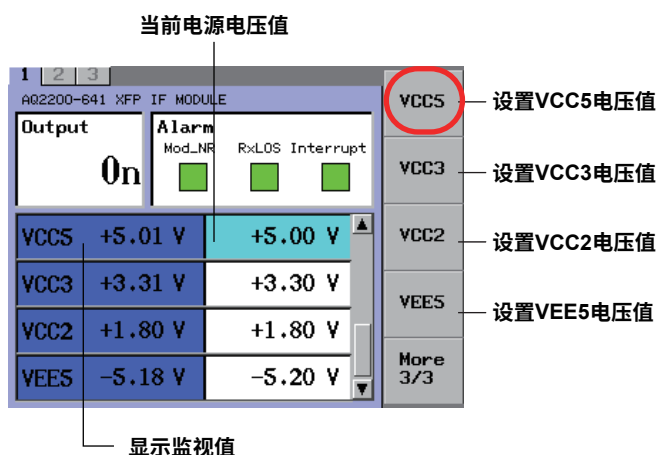 当前电源电压值
1 2 3
AQ2200-641 XFP IF MODULE
Output
On
Alarm
Mod_NR RxLOS Interrupt
VCC5 +5.01 V +5.00 V
VCC3 +3.31 V +3.30 V
VCC2 +1.80 V +1.80 V
VEE5 -5.18 V -5.20 V
VCC5
设置VCC5电压值
VCC3
设置VCC3电压值
VCC2
设置VCC2电压值
VEE5
设置VEE5电压值
More
3/3
显示监视值